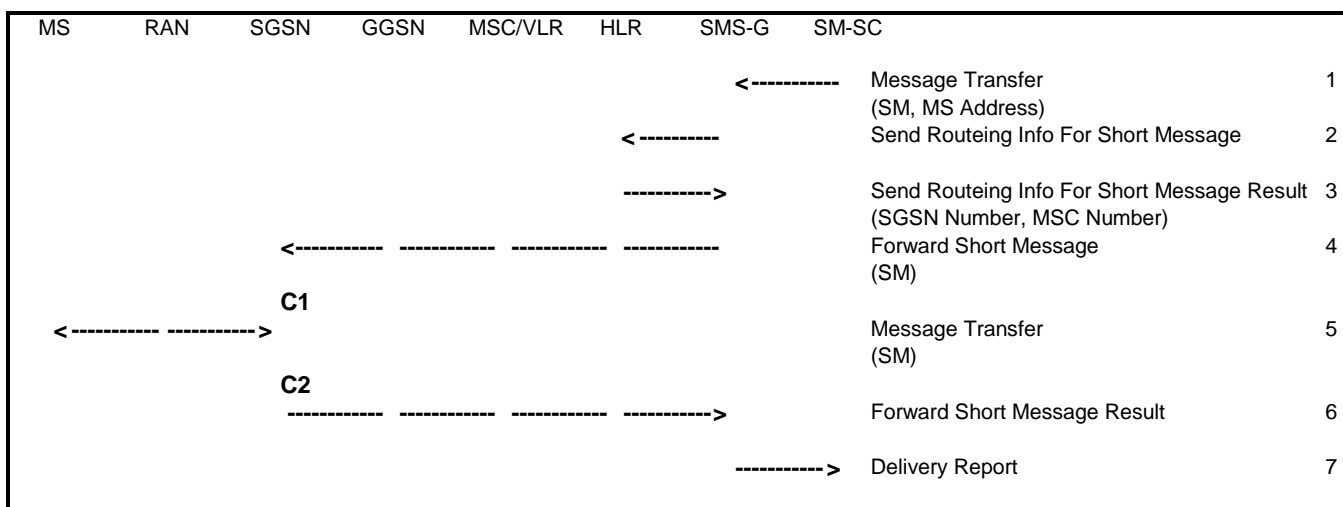 MS RAN SGSN GGSN MSC/VLR HLR SMS-G SM-SC
Message Transfer 1
(SM, MS Address)
Send Routeing Info For Short Message 2
Send Routeing Info For Short Message Result 3
(SGSN Number, MSC Number)
Forward Short Message 4
(SM)
C1
Message Transfer 5
(SM)
C2
Forward Short Message Result 6
Delivery Report 7